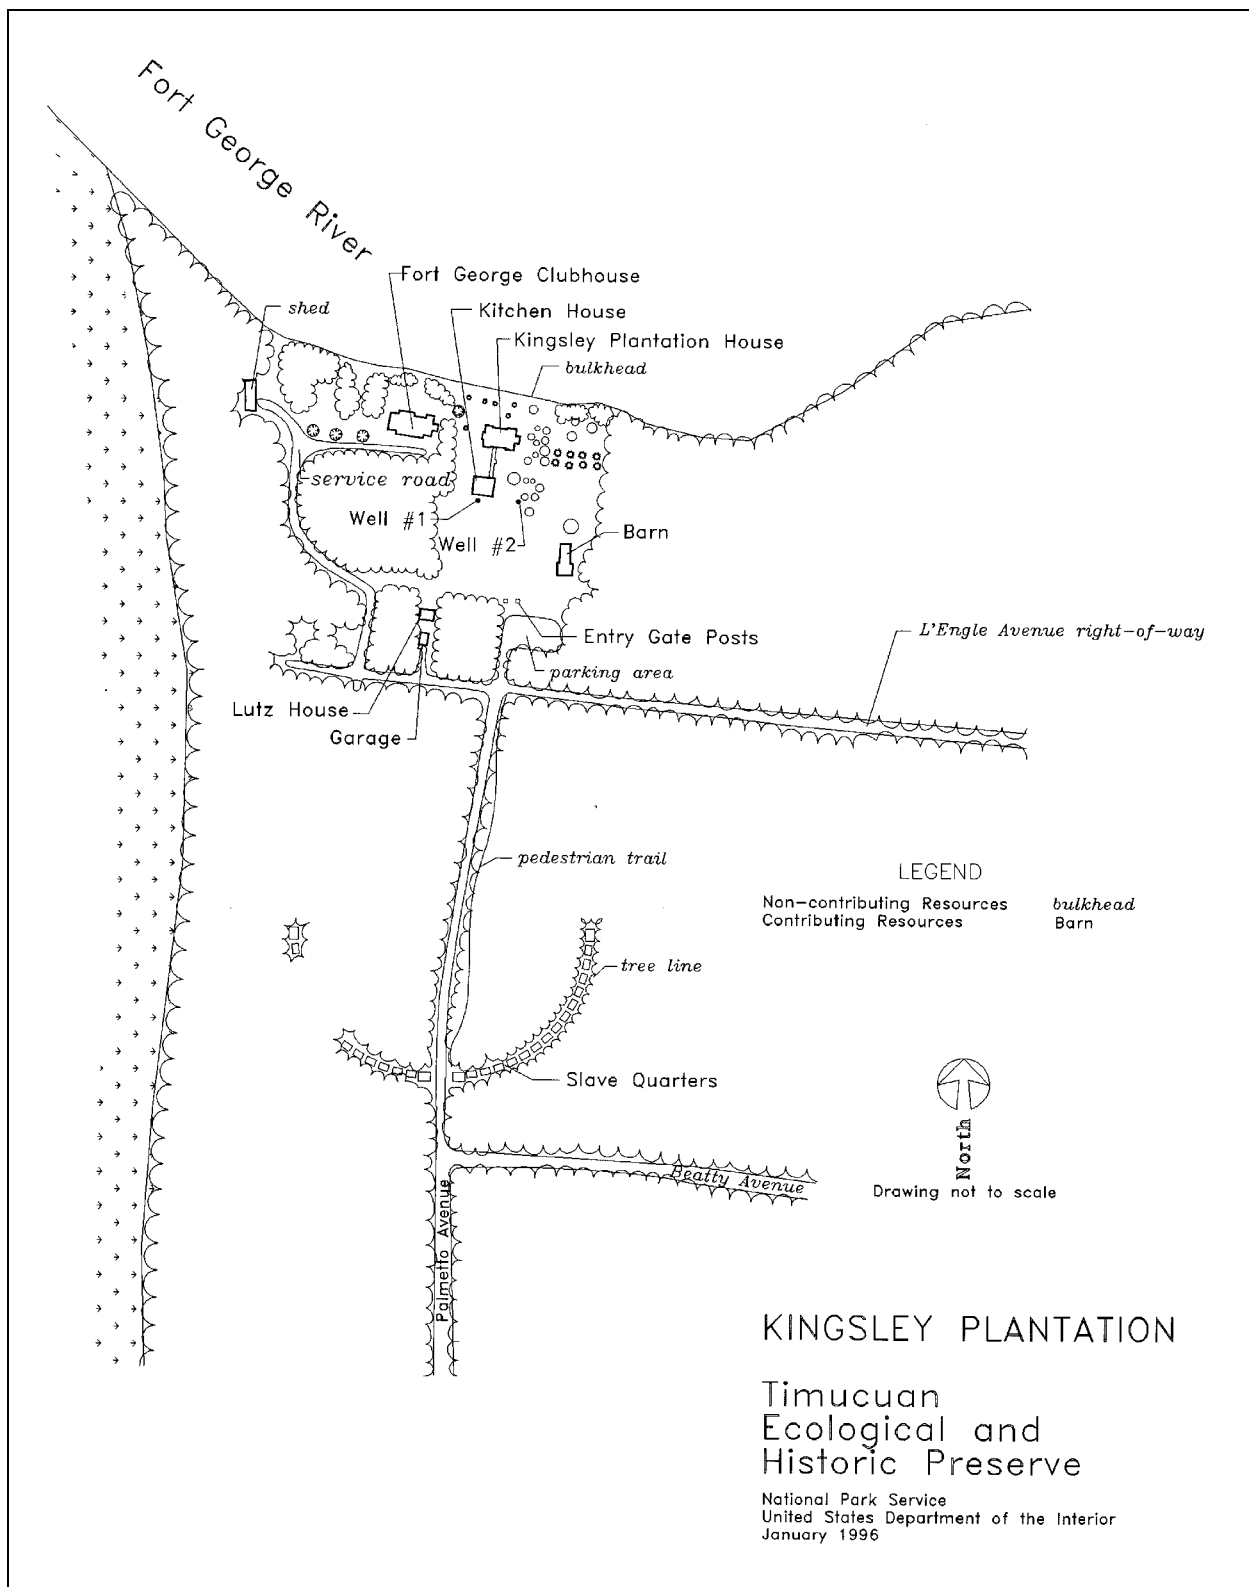 Fort George River
Fort George Clubhouse
shed
Kitchen House
Kingsley Plantation House
bulkhead
service road
Well #1
Well #2
Barn
Entry Gate Posts
L'Engle Avenue right-of-way
parking area
Lutz House
Garage
pedestrian trail
LEGEND
Non-contributing Resources bulkhead
Contributing Resources Barn
tree line
Slave Quarters
North
Beatty Avenue
Drawing not to scale
Palmetto Avenue
KINGSLEY PLANTATION
Timucuan
Ecological and
Historic Preserve
National Park Service
United States Department of the Interior
January 1996